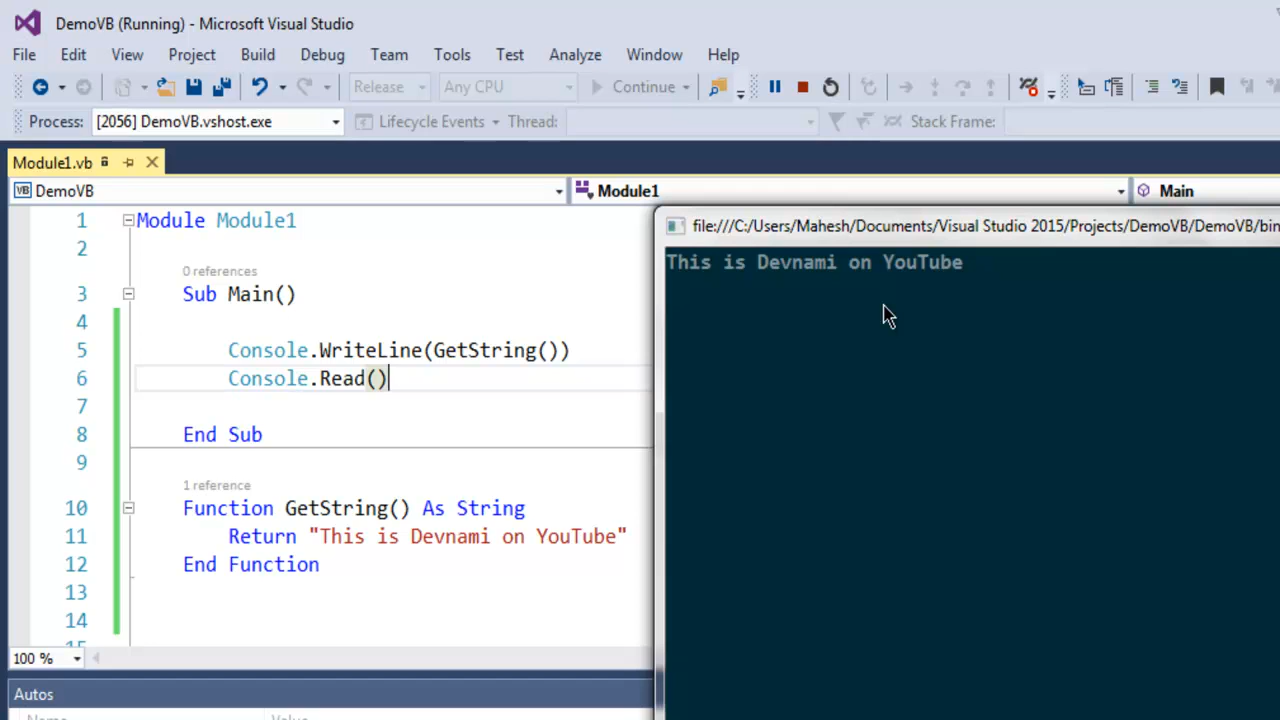 DemoVB (Running) - Microsoft Visual Studio
File Edit View Project Build Debug Team Tools Test Analyze Window Help
Release Any CPU Continue
Process: [2056] DemoVB.vshost.exe Lifecycle Events Thread: Stack Frame:
Module1.vb
VB DemoVB Module1 Main
file:///C:/Users/Mahesh/Documents/Visual Studio 2015/Projects/DemoVB/DemoVB/bin
This is Devnami on YouTube
1 Module Module1
2
0 references
3 Sub Main()
4
5 Console.WriteLine(GetString())
6 Console.Read()
7
8 End Sub
9
1 reference
10 Function GetString() As String
11 Return "This is Devnami on YouTube"
12 End Function
13
14
15
100 %
Autos
Name Value